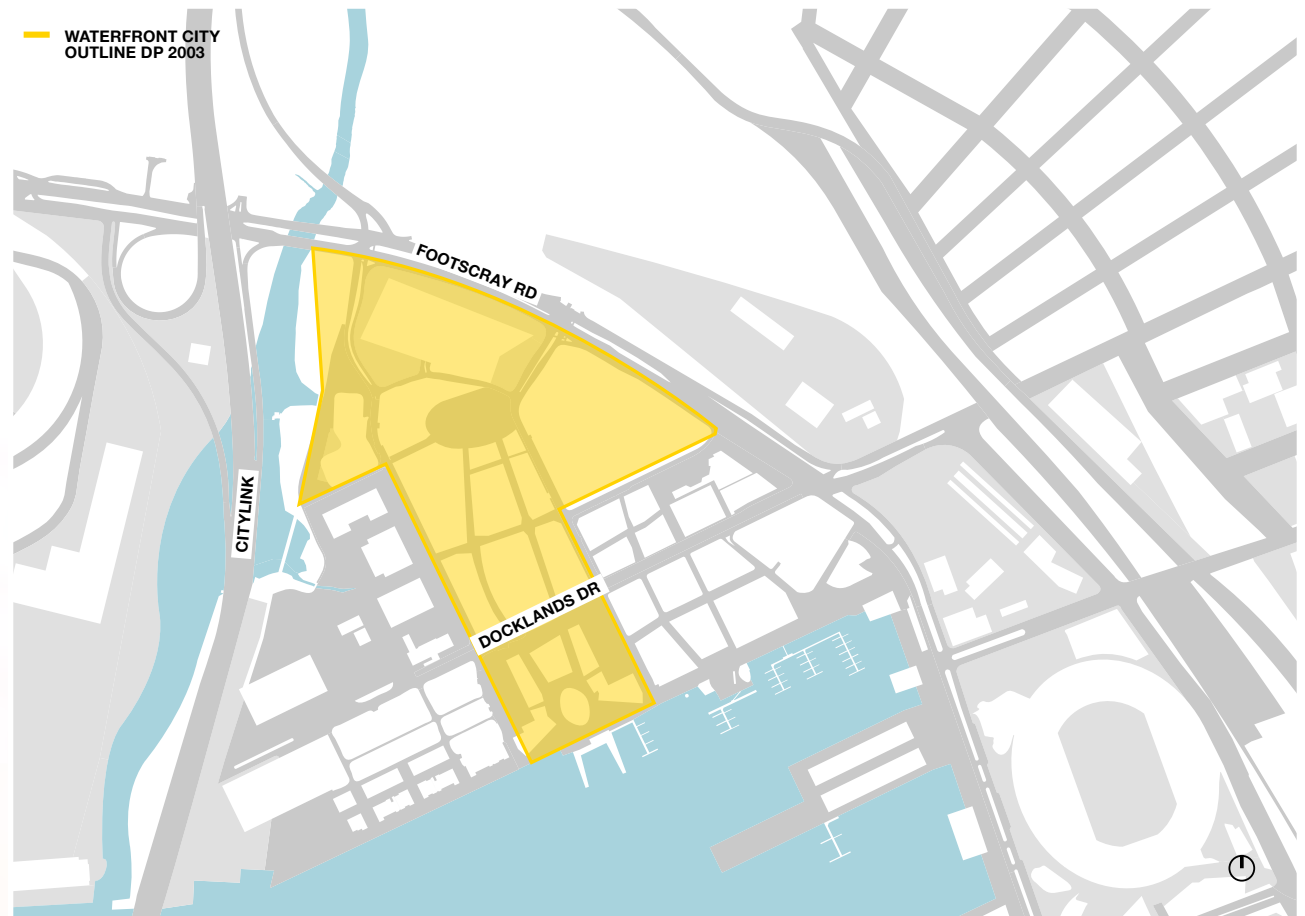 WATERFRONT CITY
OUTLINE DP 2003
FOOTSCRAY RD
CITYLINK
DOCKLANDS DR